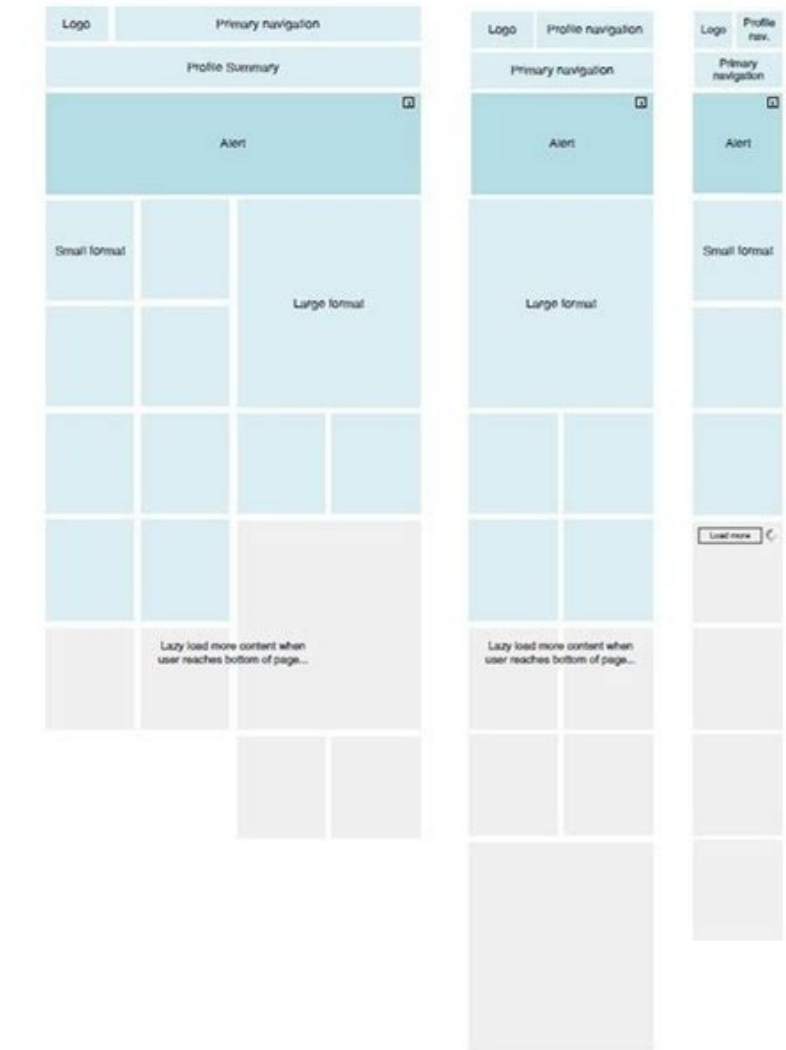 Logo
Primary navigation
Profile Summary
Alert
Small format
Large format
Lazy load more content when
user reaches bottom of page...
Logo
Profile navigation
Primary navigation
Alert
Large format
Lazy load more content when
user reaches bottom of page...
Logo
Profile
nav.
Primary
navigation
Alert
Small format
Load more